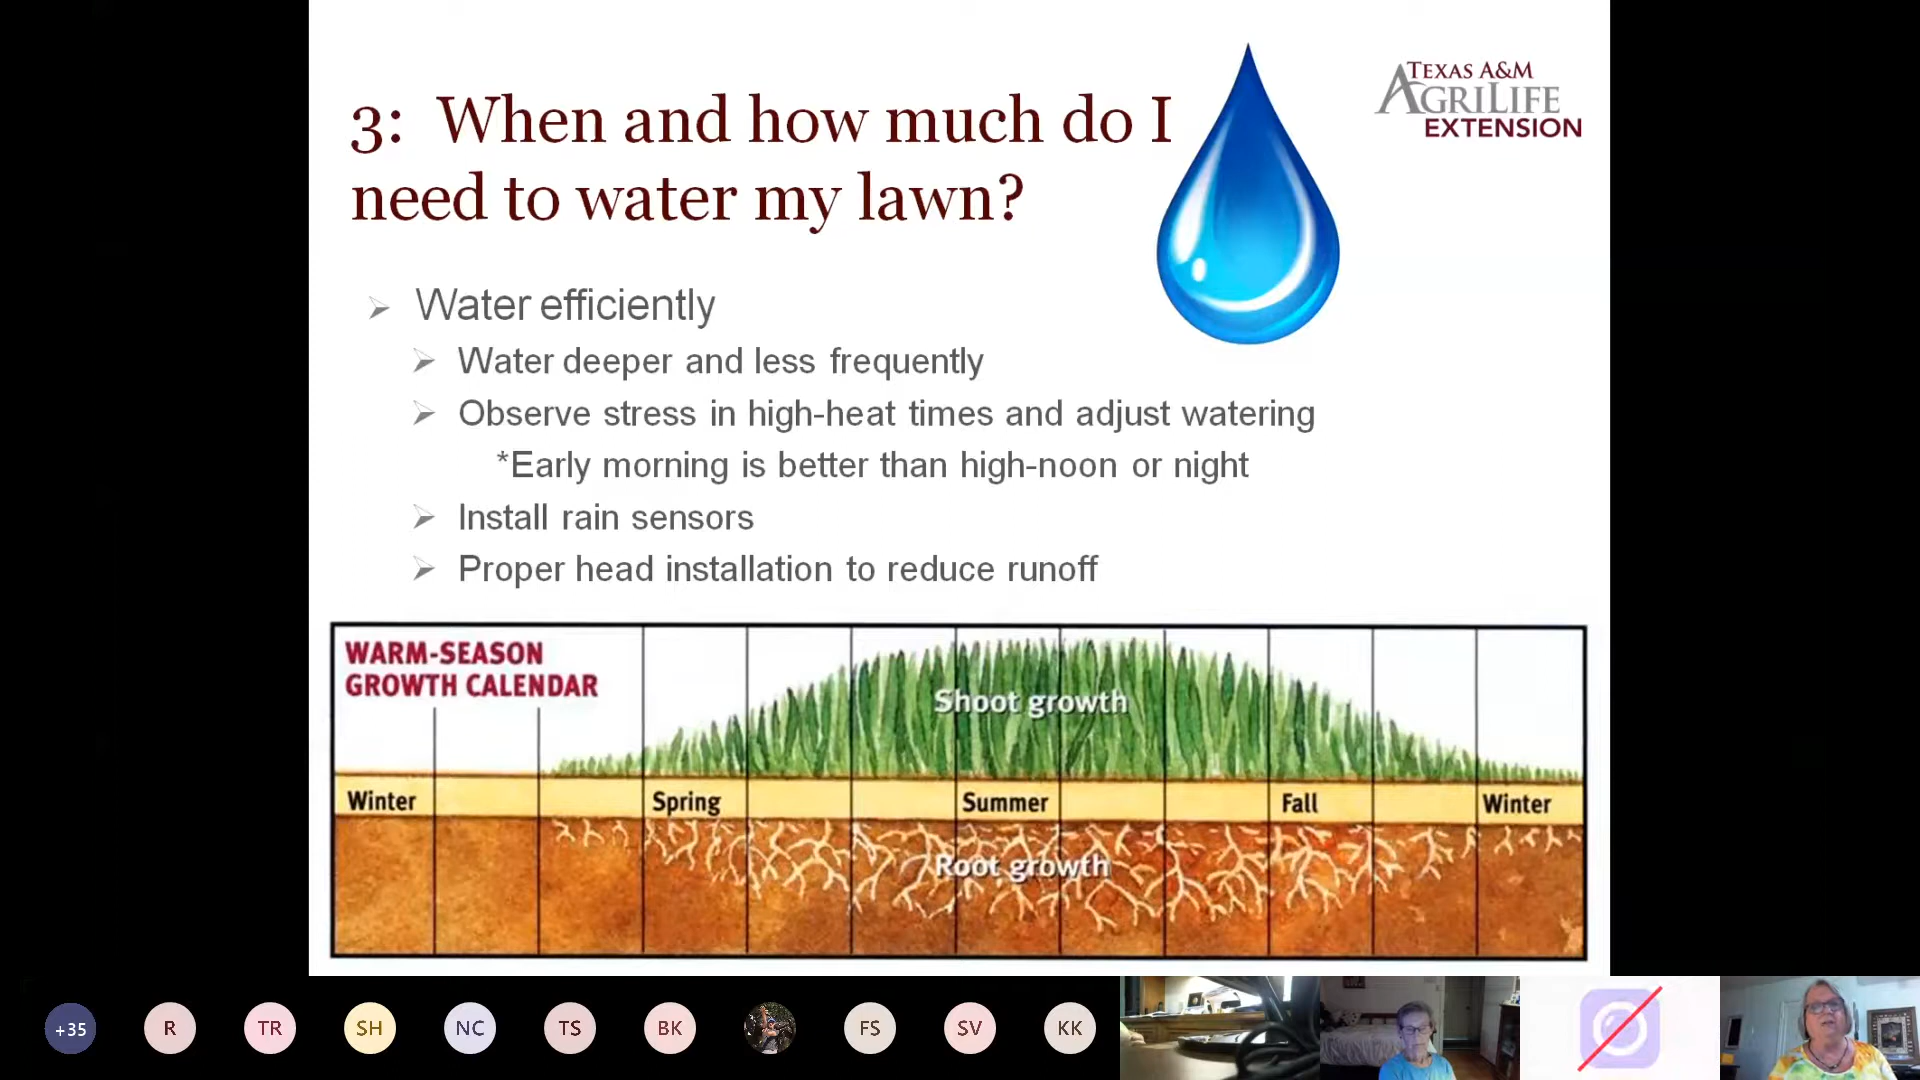 3: When and how much do I
need to water my lawn?
TEXAS A&M
AGRILIFE
EXTENSION
Water efficiently
Water deeper and less frequently
Observe stress in high-heat times and adjust watering
*Early morning is better than high-noon or night
Install rain sensors
Proper head installation to reduce runoff
WARM-SEASON
GROWTH CALENDAR
Shoot growth
Winter Spring Summer Fall Winter
Root growth
+35 R TR SH NC TS BK FS SV KK